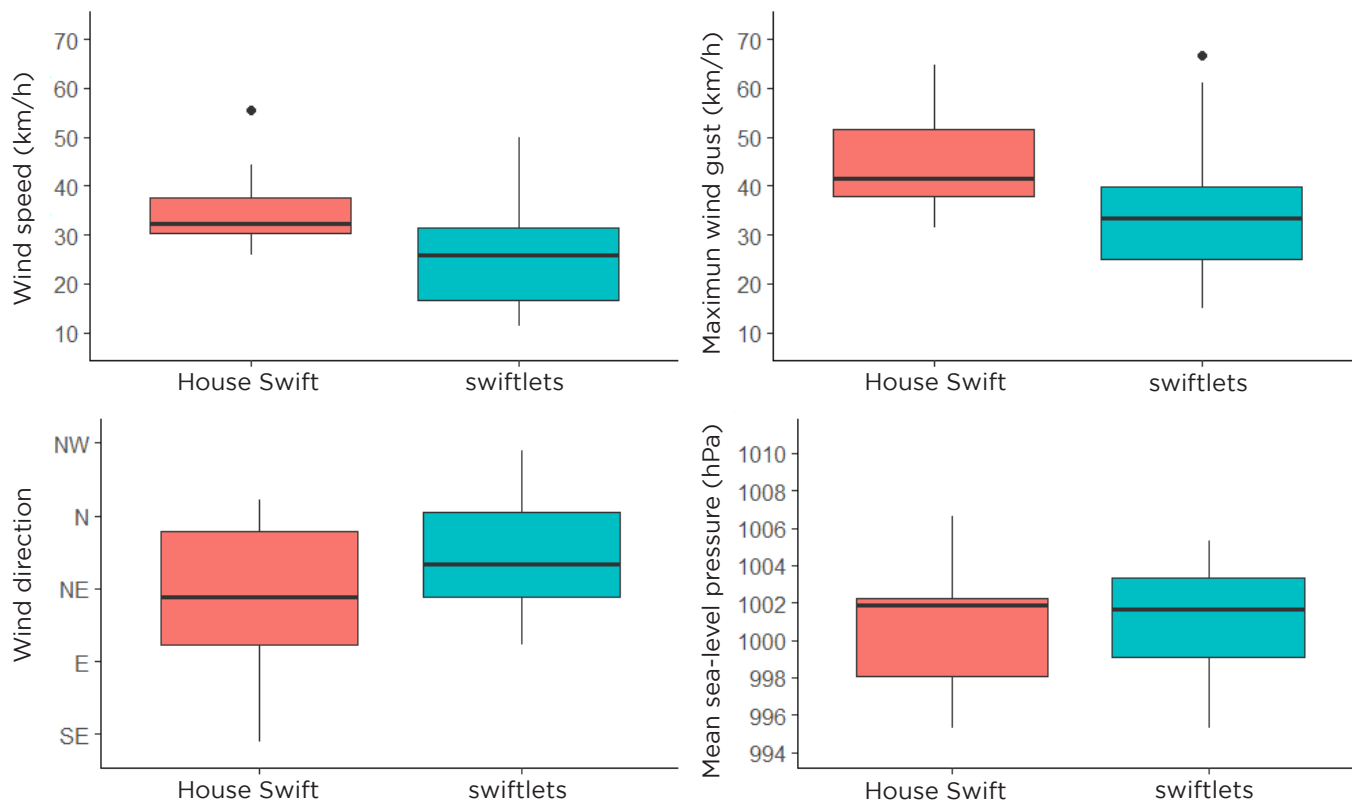 Wind speed (km/h)
70
60
50
40
30
20
10
House Swift
swiftlets
Maximun wind gust (km/h)
70
60
50
40
30
20
10
House Swift
swiftlets
Wind direction
NW
N
NE
E
SE
House Swift
swiftlets
Mean sea-level pressure (hPa)
1010
1008
1006
1004
1002
1000
998
996
994
House Swift
swiftlets